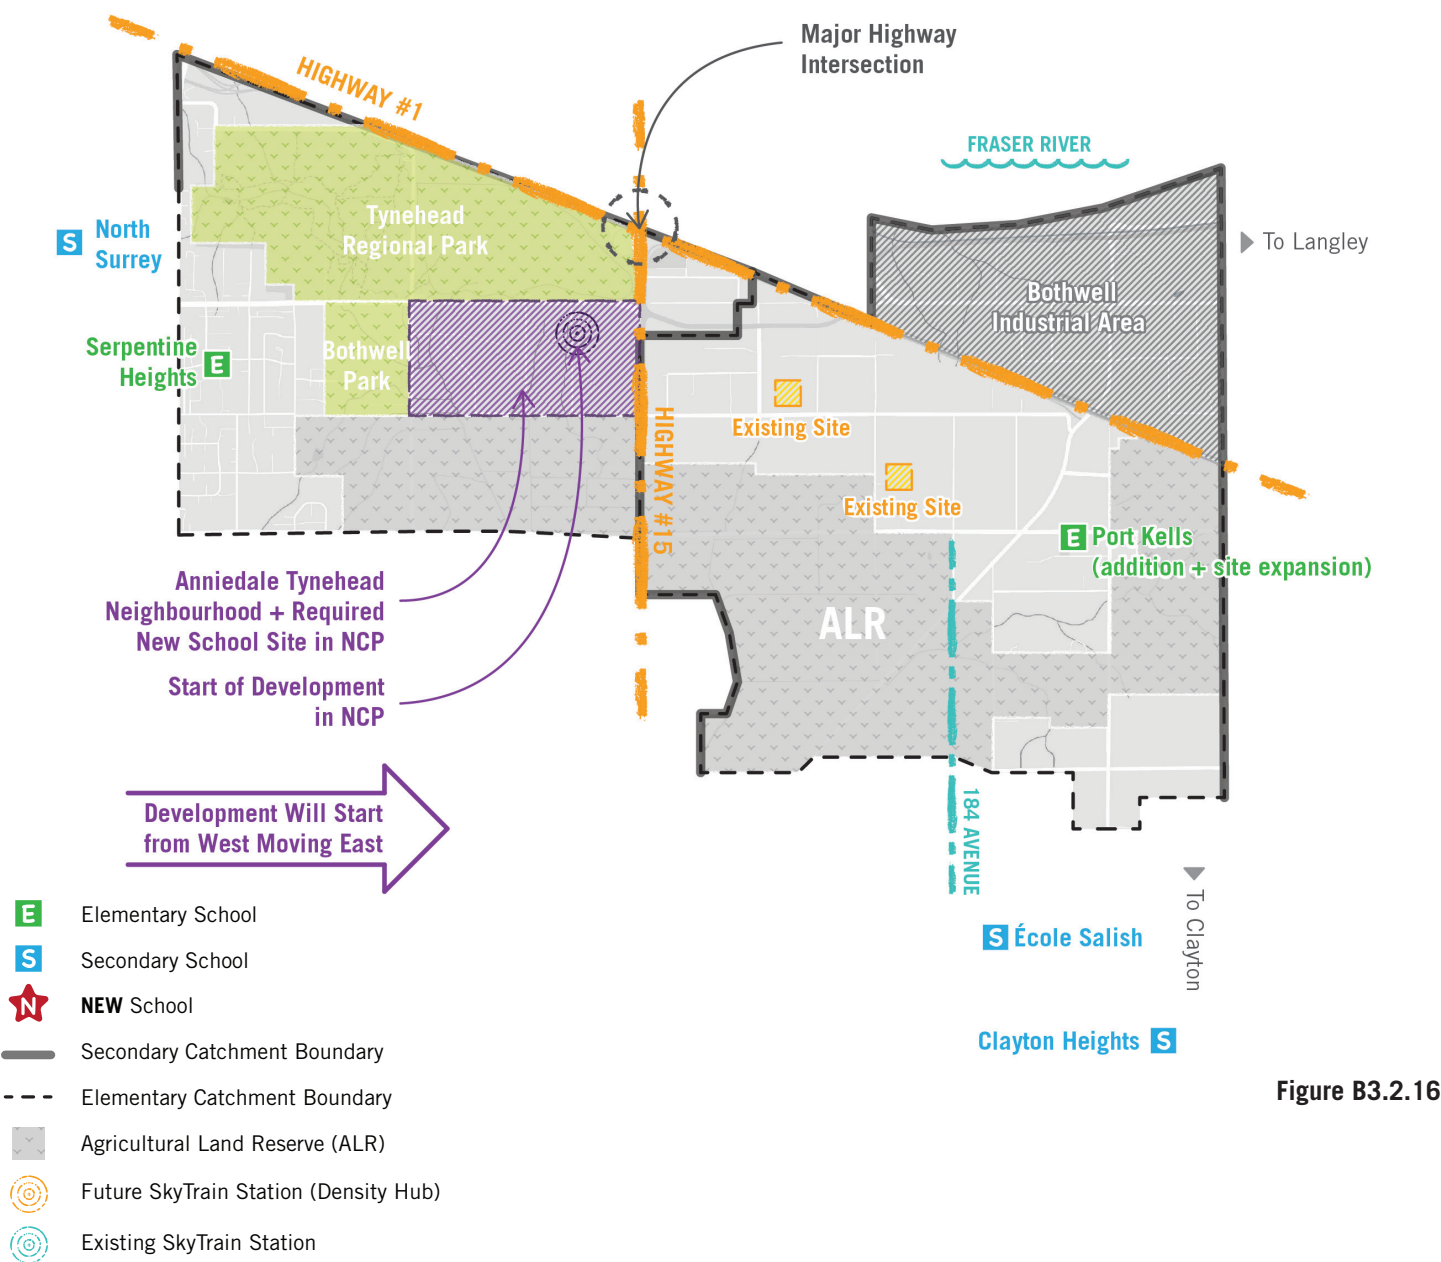 Major Highway
Intersection
HIGHWAY #1
FRASER RIVER
Tynehead
Regional Park
S North
Surrey
To Langley
Bothwell
Industrial Area
Serpentine
Heights E
Bothwell
Park
HIGHWAY #15
Existing Site
Existing Site
E Port Kells
(addition + site expansion)
Anniedale Tynehead
Neighbourhood + Required
New School Site in NCP
ALR
Start of Development
in NCP
Development Will Start
from West Moving East
184 AVENUE
To Clayton
S École Salish
Clayton Heights S
E Elementary School
S Secondary School
N NEW School
Secondary Catchment Boundary
Elementary Catchment Boundary
Agricultural Land Reserve (ALR)
Future SkyTrain Station (Density Hub)
Existing SkyTrain Station
Figure B3.2.16